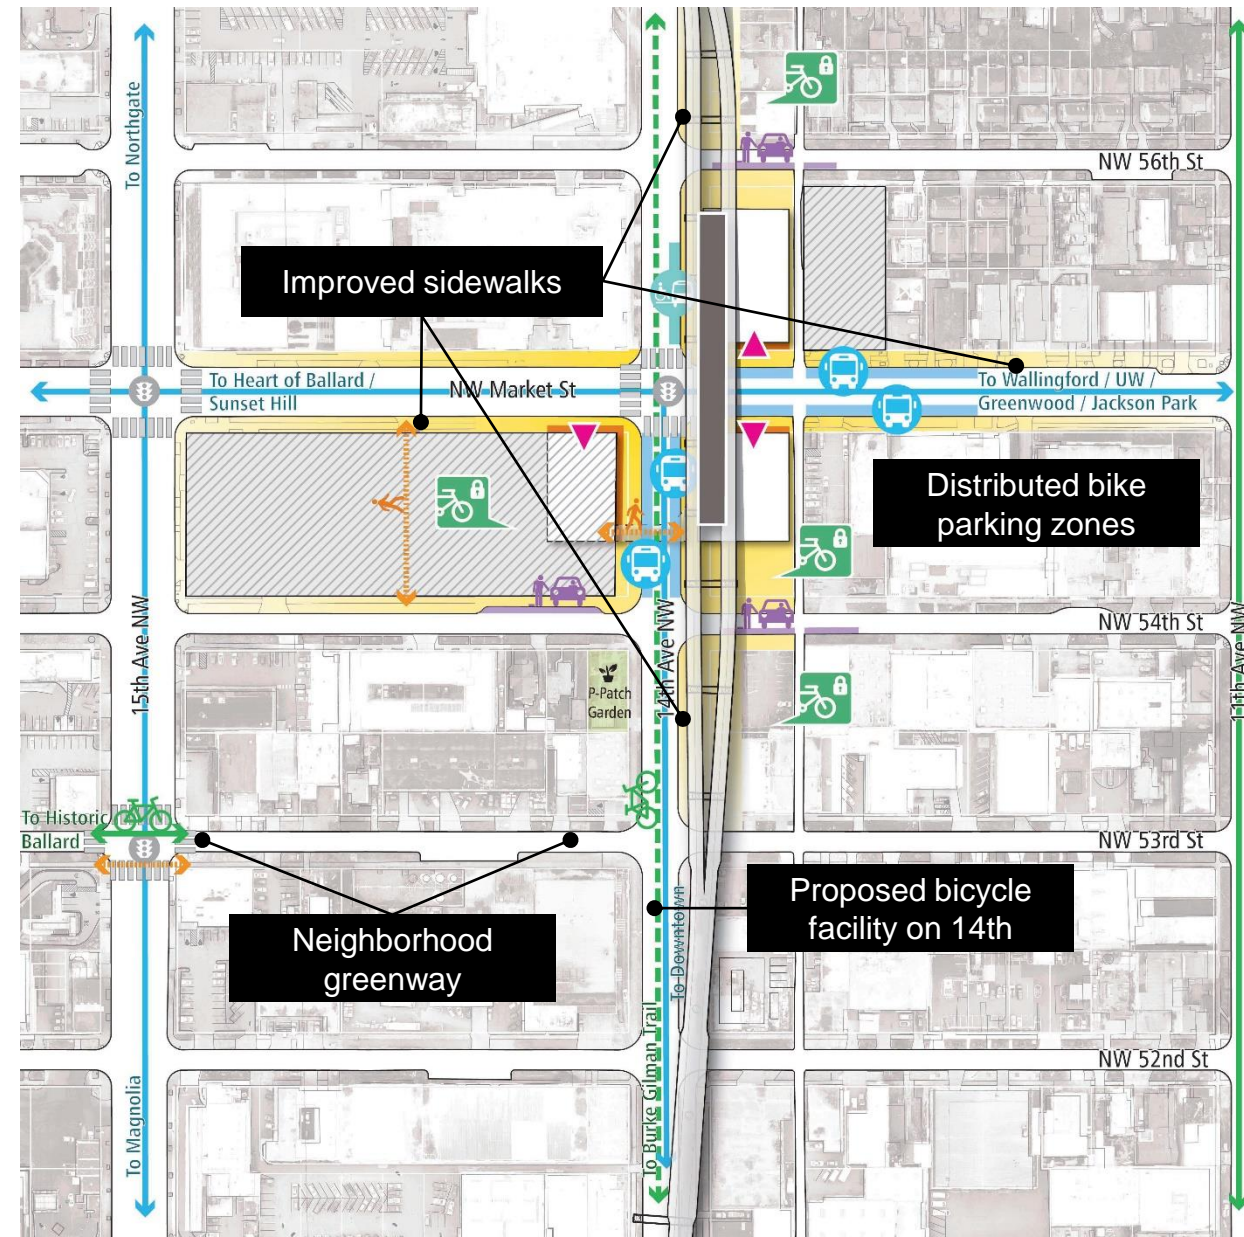 To Northgate
NW 56th St
Improved sidewalks
To Heart of Ballard /
Sunset Hill
NW Market St
To Wallingford / UW /
Greenwood / Jackson Park
Distributed bike
parking zones
15th Ave NW
14th Ave NW
11th Ave NW
NW 54th St
P-Patch
Garden
To Historic
Ballard
NW 53rd St
Neighborhood
greenway
Proposed bicycle
facility on 14th
To Downtown
To Burke Gilman Trail
NW 52nd St
To Magnolia